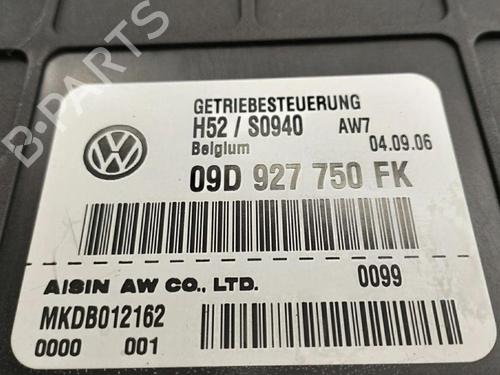 B-PARTS
GETRIEBESTEUERUNG
H52 / S0940 AW7
Belgium 04.09.06
09D 927 750 FK
AISIN AW CO., LTD. 0099
MKDB012162
0000 001